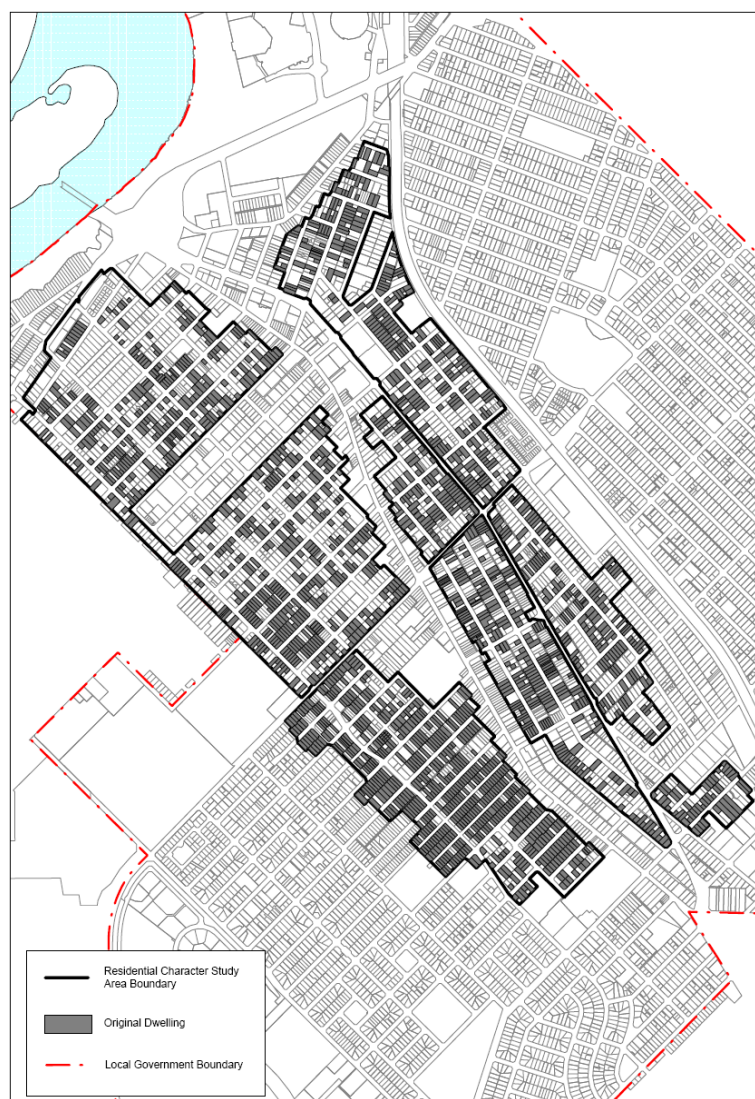 Residential Character Study
Area Boundary
Original Dwelling
Local Government Boundary